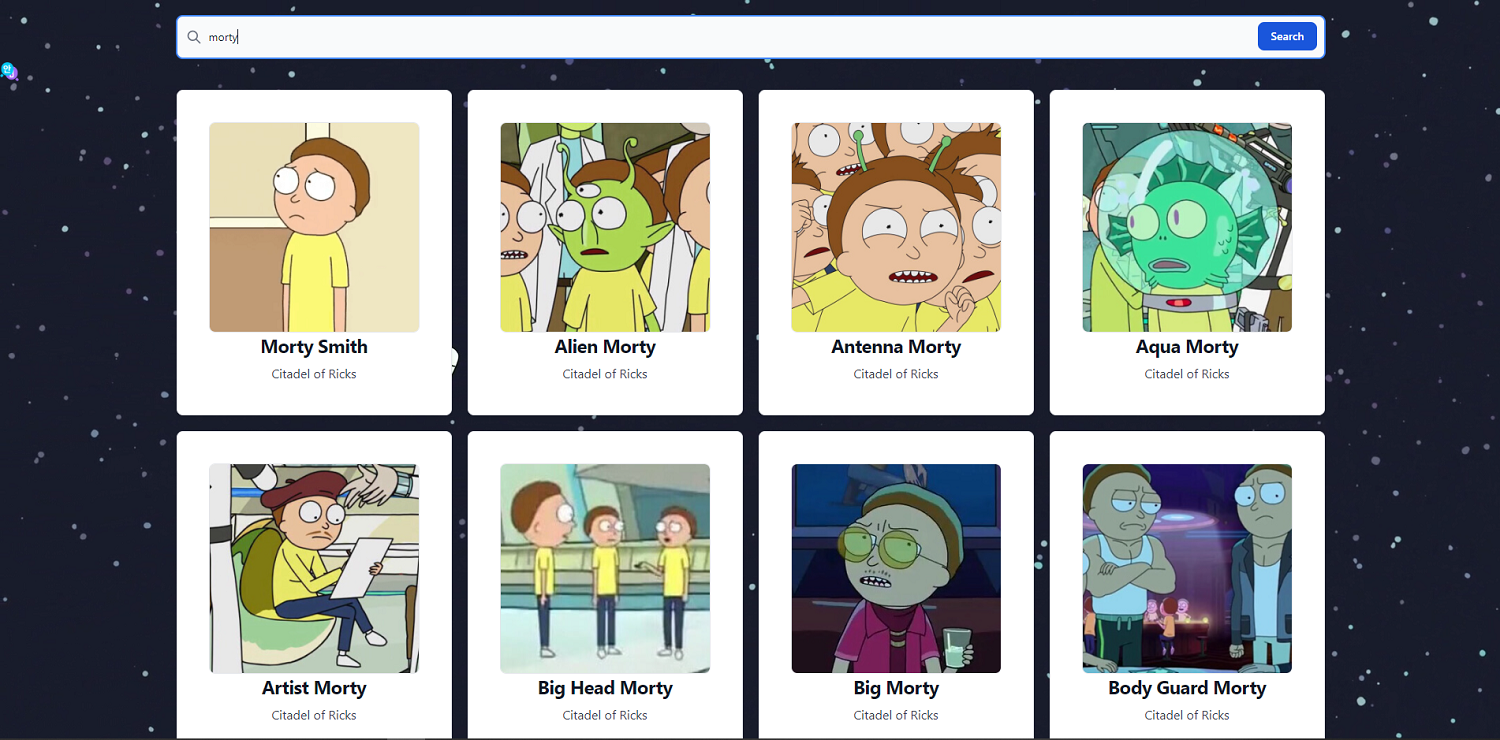 morty
Search
Morty Smith
Citadel of Ricks
Alien Morty
Citadel of Ricks
Antenna Morty
Citadel of Ricks
Aqua Morty
Citadel of Ricks
Artist Morty
Citadel of Ricks
Big Head Morty
Citadel of Ricks
Big Morty
Citadel of Ricks
Body Guard Morty
Citadel of Ricks